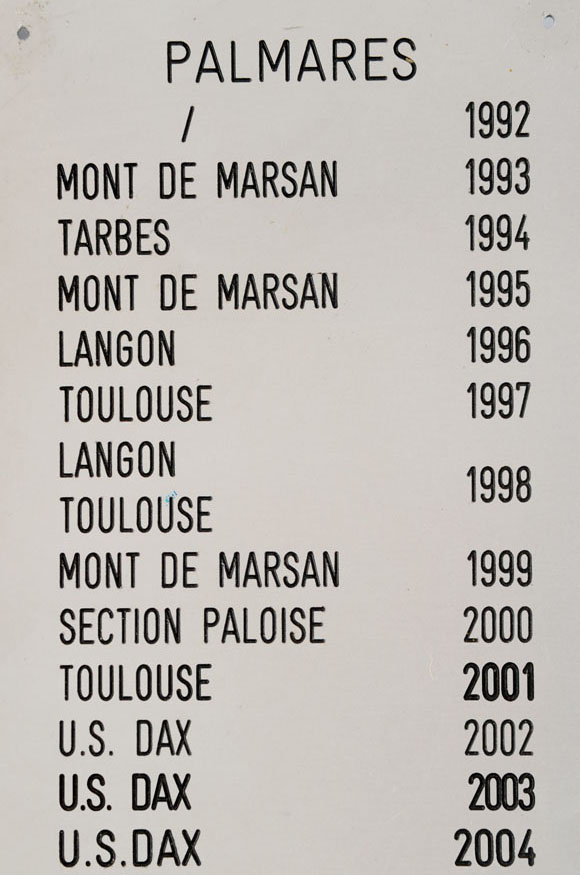 PALMARES
/ 1992
MONT DE MARSAN 1993
TARBES 1994
MONT DE MARSAN 1995
LANGON 1996
TOULOUSE 1997
LANGON
1998
TOULOUSE
MONT DE MARSAN 1999
SECTION PALOISE 2000
TOULOUSE 2001
U.S. DAX 2002
U.S. DAX 2003
U.S.DAX 2004